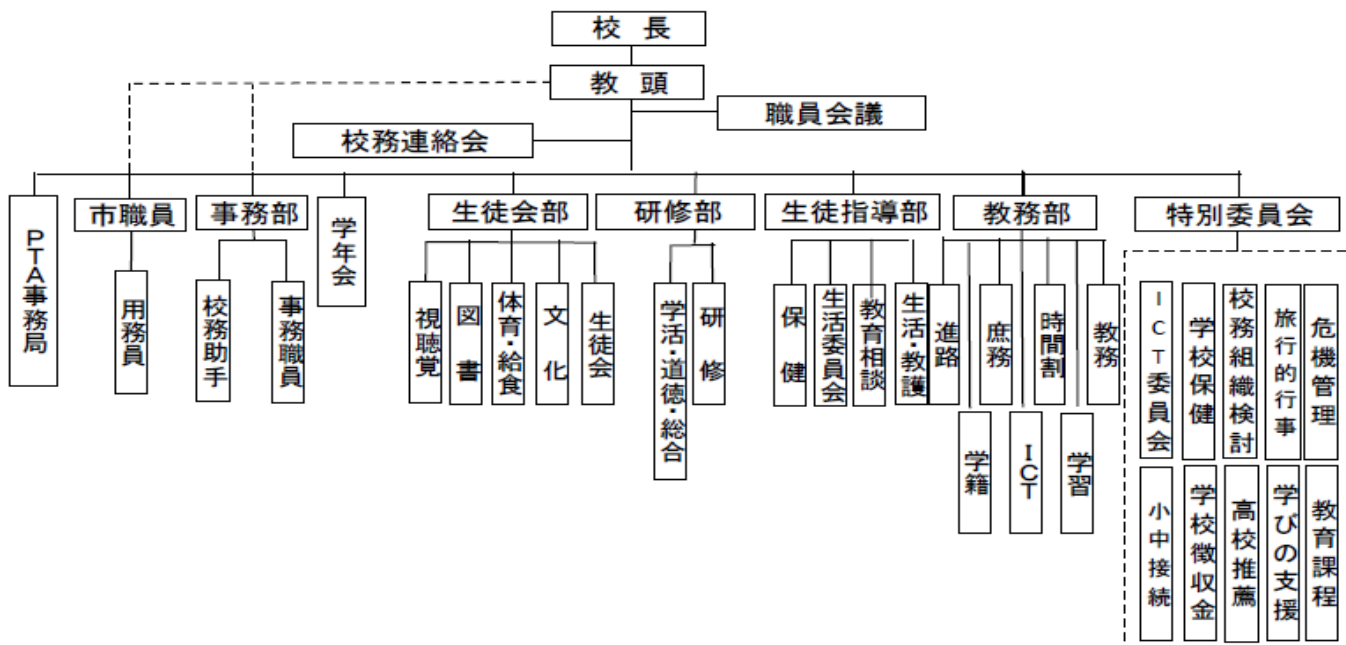 校長
教頭
職員会議
校務連絡会
PTA事務局
市職員
事務部
学年会
生徒会部
研修部
生徒指導部
教務部
特別委員会
用務員
校務助手
事務職員
視聴覚
図書
体育・給食
文化
生徒会
学活・道徳・総合
研修
保健
生活委員会
教育相談
生活・教護
進路
庶務
時間割
教務
学籍
ICT
学習
ICT委員会
学校保健
校務組織検討
旅行的行事
危機管理
小中接続
学校徴収金
高校推薦
学びの支援
教育課程